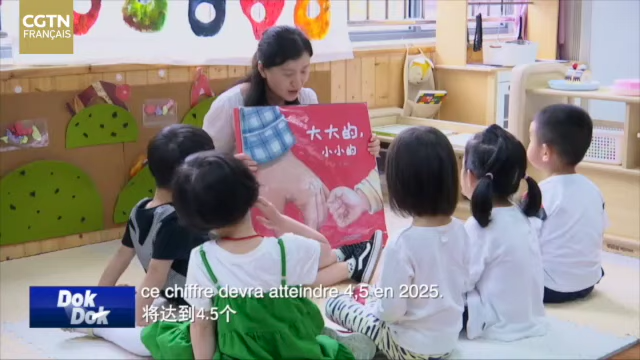 CGTN
FRANÇAIS
大大的，
小小的
ce chiffre devra atteindre 4,5 en 2025.
将达到4.5个
Dok
Dok